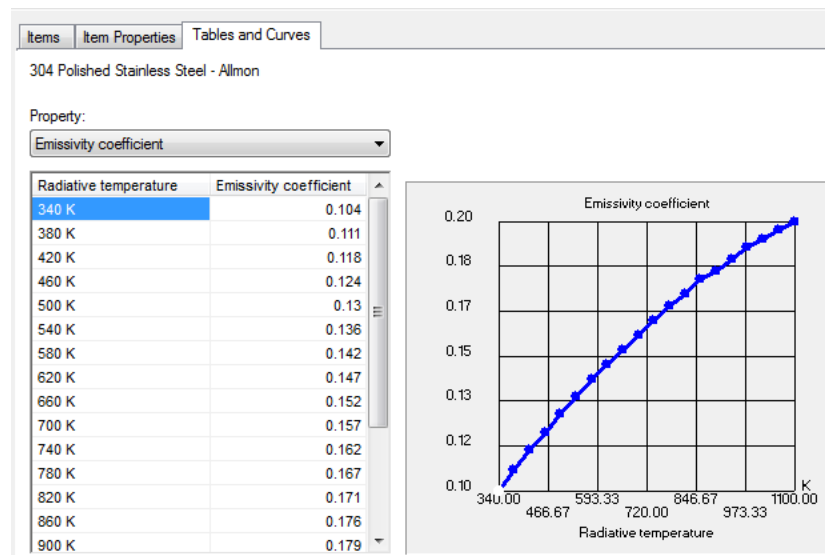 Items Item Properties Tables and Curves
304 Polished Stainless Steel - Allmon
Property:
Emissivity coefficient
Radiative temperature Emissivity coefficient
340 K 0.104
380 K 0.111
420 K 0.118
460 K 0.124
500 K 0.13
540 K 0.136
580 K 0.142
620 K 0.147
660 K 0.152
700 K 0.157
740 K 0.162
780 K 0.167
820 K 0.171
860 K 0.176
900 K 0.179
Emissivity coefficient
0.20
0.18
0.17
0.15
0.13
0.12
0.10
K
340.00 593.33 846.67 1100.00
466.67 720.00 973.33
Radiative temperature